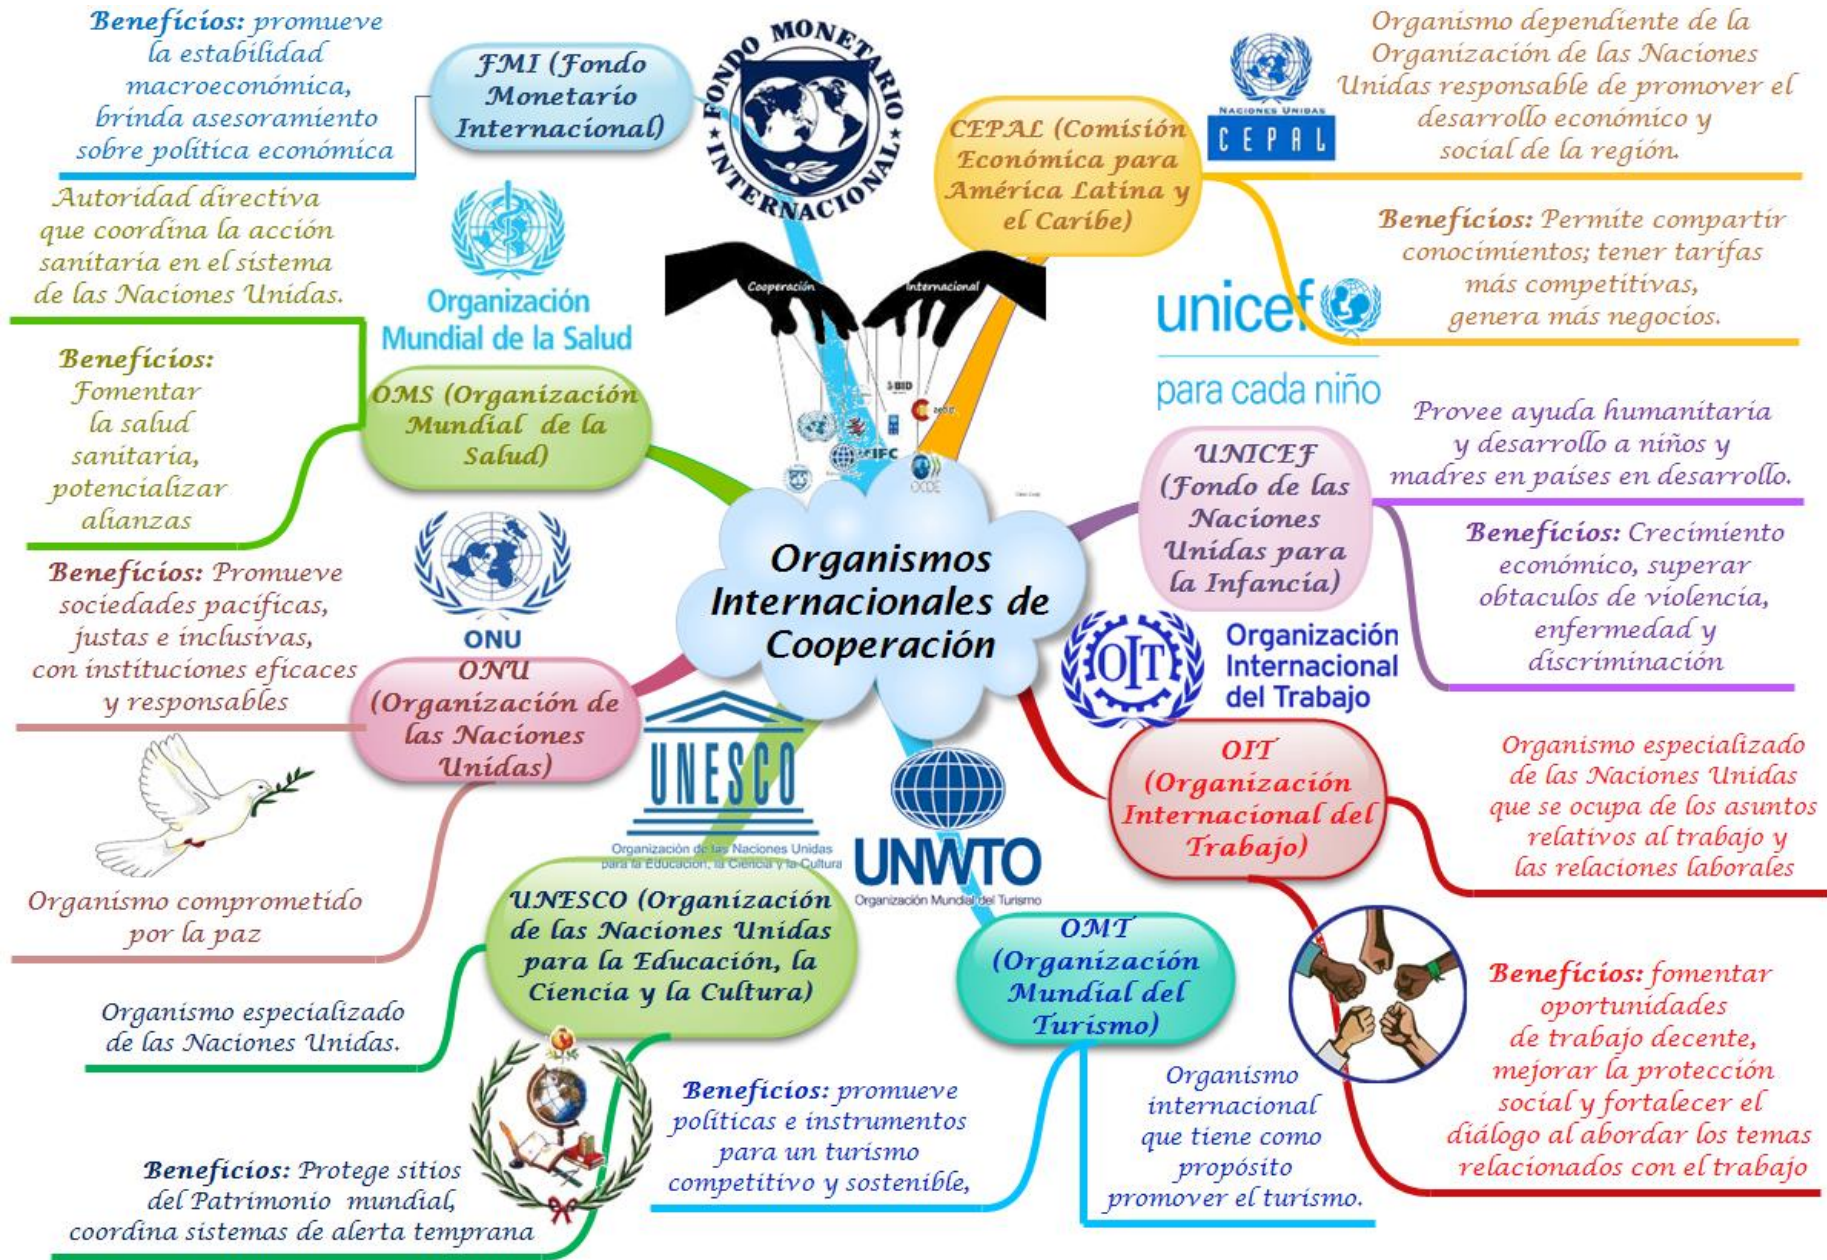 Organismos
Internacionales de
Cooperación
Cooperación
Internacional
BID
IFC
OCDE
FMI (Fondo
Monetario
Internacional)
FONDO MONETARIO
INTERNACIONAL
Beneficios: promueve
la estabilidad
macroeconómica,
brinda asesoramiento
sobre política económica
Autoridad directiva
que coordina la acción
sanitaria en el sistema
de las Naciones Unidas.
Organización
Mundial de la Salud
OMS (Organización
Mundial de la
Salud)
Beneficios:
Fomentar
la salud
sanitaria,
potencializar
alianzas
ONU
ONU
(Organización de
las Naciones
Unidas)
Beneficios: Promueve
sociedades pacíficas,
justas e inclusivas,
con instituciones eficaces
y responsables
Organismo comprometido
por la paz
UNESCO
Organización de las Naciones Unidas
para la Educación, la Ciencia y la Cultura
UNESCO (Organización
de las Naciones Unidas
para la Educación, la
Ciencia y la Cultura)
Organismo especializado
de las Naciones Unidas.
Beneficios: Protege sitios
del Patrimonio mundial,
coordina sistemas de alerta temprana
UNWTO
Organización Mundial del Turismo
OMT
(Organización
Mundial del
Turismo)
Beneficios: promueve
políticas e instrumentos
para un turismo
competitivo y sostenible,
Organismo
internacional
que tiene como
propósito
promover el turismo.
CEPAL (Comisión
Económica para
América Latina y
el Caribe)
NACIONES UNIDAS
CEPAL
Organismo dependiente de la
Organización de las Naciones
Unidas responsable de promover el
desarrollo económico y
social de la región.
Beneficios: Permite compartir
conocimientos; tener tarifas
más competitivas,
genera más negocios.
unicef
para cada niño
UNICEF
(Fondo de las
Naciones
Unidas para
la Infancia)
Provee ayuda humanitaria
y desarrollo a niños y
madres en países en desarrollo.
Beneficios: Crecimiento
económico, superar
obtaculos de violencia,
enfermedad y
discriminación
OIT
Organización
Internacional
del Trabajo
OIT
(Organización
Internacional del
Trabajo)
Organismo especializado
de las Naciones Unidas
que se ocupa de los asuntos
relativos al trabajo y
las relaciones laborales
Beneficios: fomentar
oportunidades
de trabajo decente,
mejorar la protección
social y fortalecer el
diálogo al abordar los temas
relacionados con el trabajo